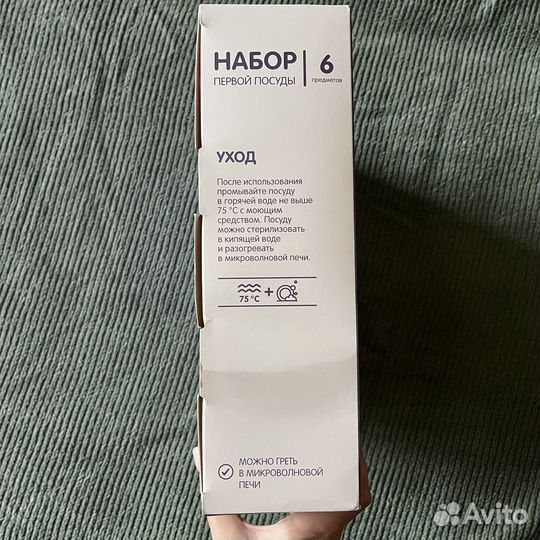 НАБОР
ПЕРВОЙ ПОСУДЫ
6
предметов
УХОД
После использования
промывайте посуду
в горячей воде не выше
75 °C с моющим
средством. Посуду
можно стерилизовать
в кипящей воде
и разогревать
в микроволновой печи.
75 °C
+
МОЖНО ГРЕТЬ
В МИКРОВОЛНОВОЙ
ПЕЧИ
Avito